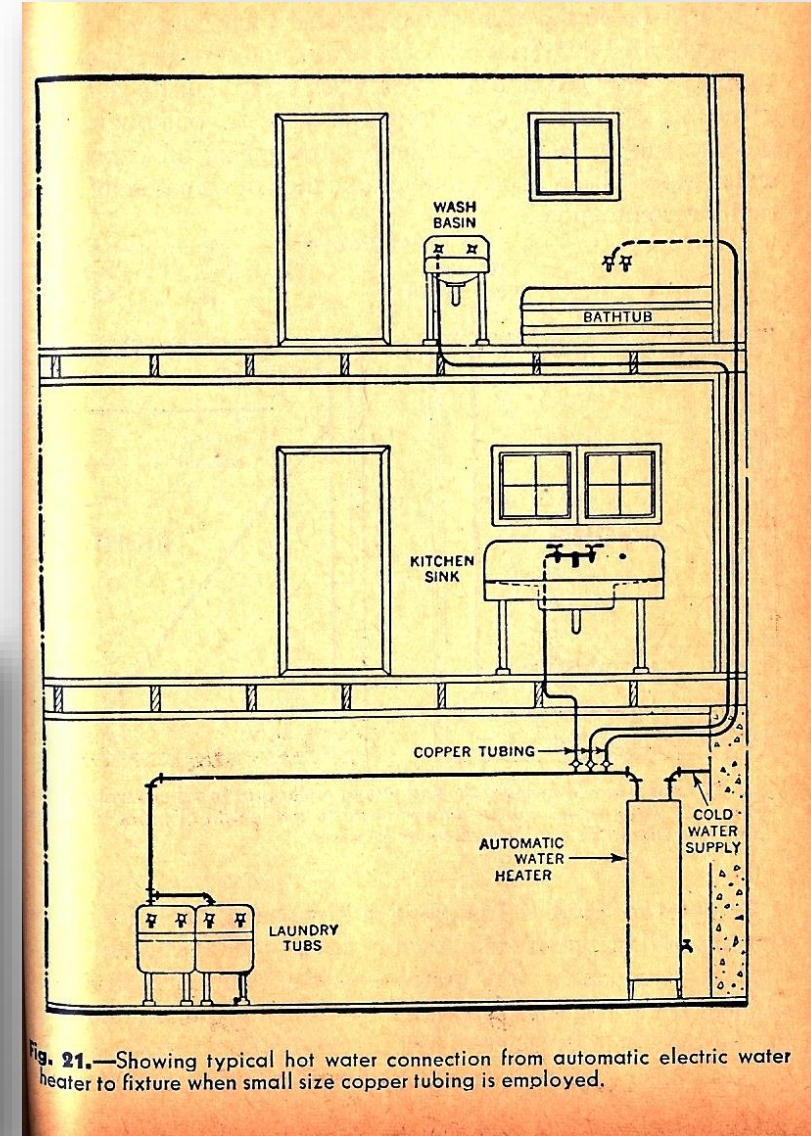 WASH
BASIN
BATHTUB
KITCHEN
SINK
COPPER TUBING
COLD
WATER
SUPPLY
AUTOMATIC
WATER
HEATER
LAUNDRY
TUBS
Fig. 21.—Showing typical hot water connection from automatic electric water
heater to fixture when small size copper tubing is employed.